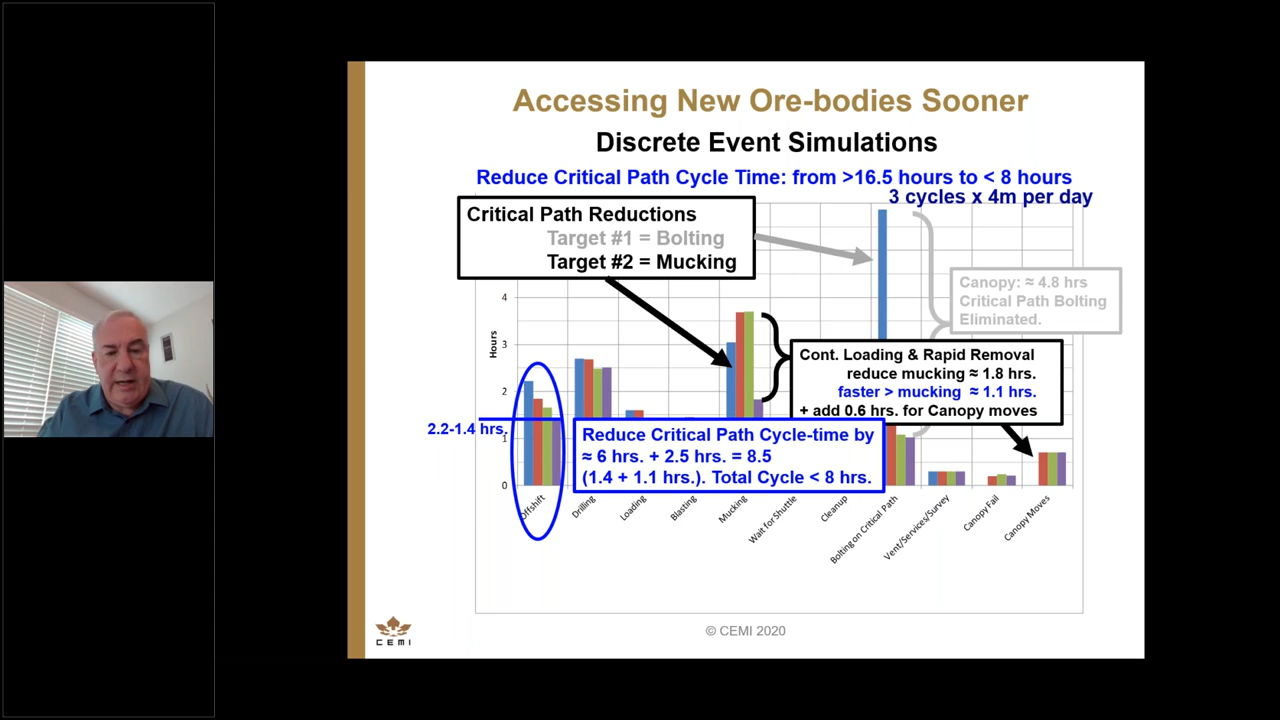 Accessing New Ore-bodies Sooner
Discrete Event Simulations
Reduce Critical Path Cycle Time: from >16.5 hours to < 8 hours
3 cycles x 4m per day
Critical Path Reductions
Target #1 = Bolting
Target #2 = Mucking
Canopy: ≈ 4.8 hrs
Critical Path Bolting
Eliminated.
Cont. Loading & Rapid Removal
reduce mucking ≈ 1.8 hrs.
faster > mucking ≈ 1.1 hrs.
+ add 0.6 hrs. for Canopy moves
Hours
4
3
2
1
0
2.2-1.4 hrs.
Reduce Critical Path Cycle-time by
≈ 6 hrs. + 2.5 hrs. = 8.5
(1.4 + 1.1 hrs.). Total Cycle < 8 hrs.
Offshift
Drilling
Loading
Blasting
Mucking
Wait for Shuttle
Cleanup
Bolting on Critical Path
Vent/Services/Survey
Canopy Fail
Canopy Moves
CEMI
© CEMI 2020